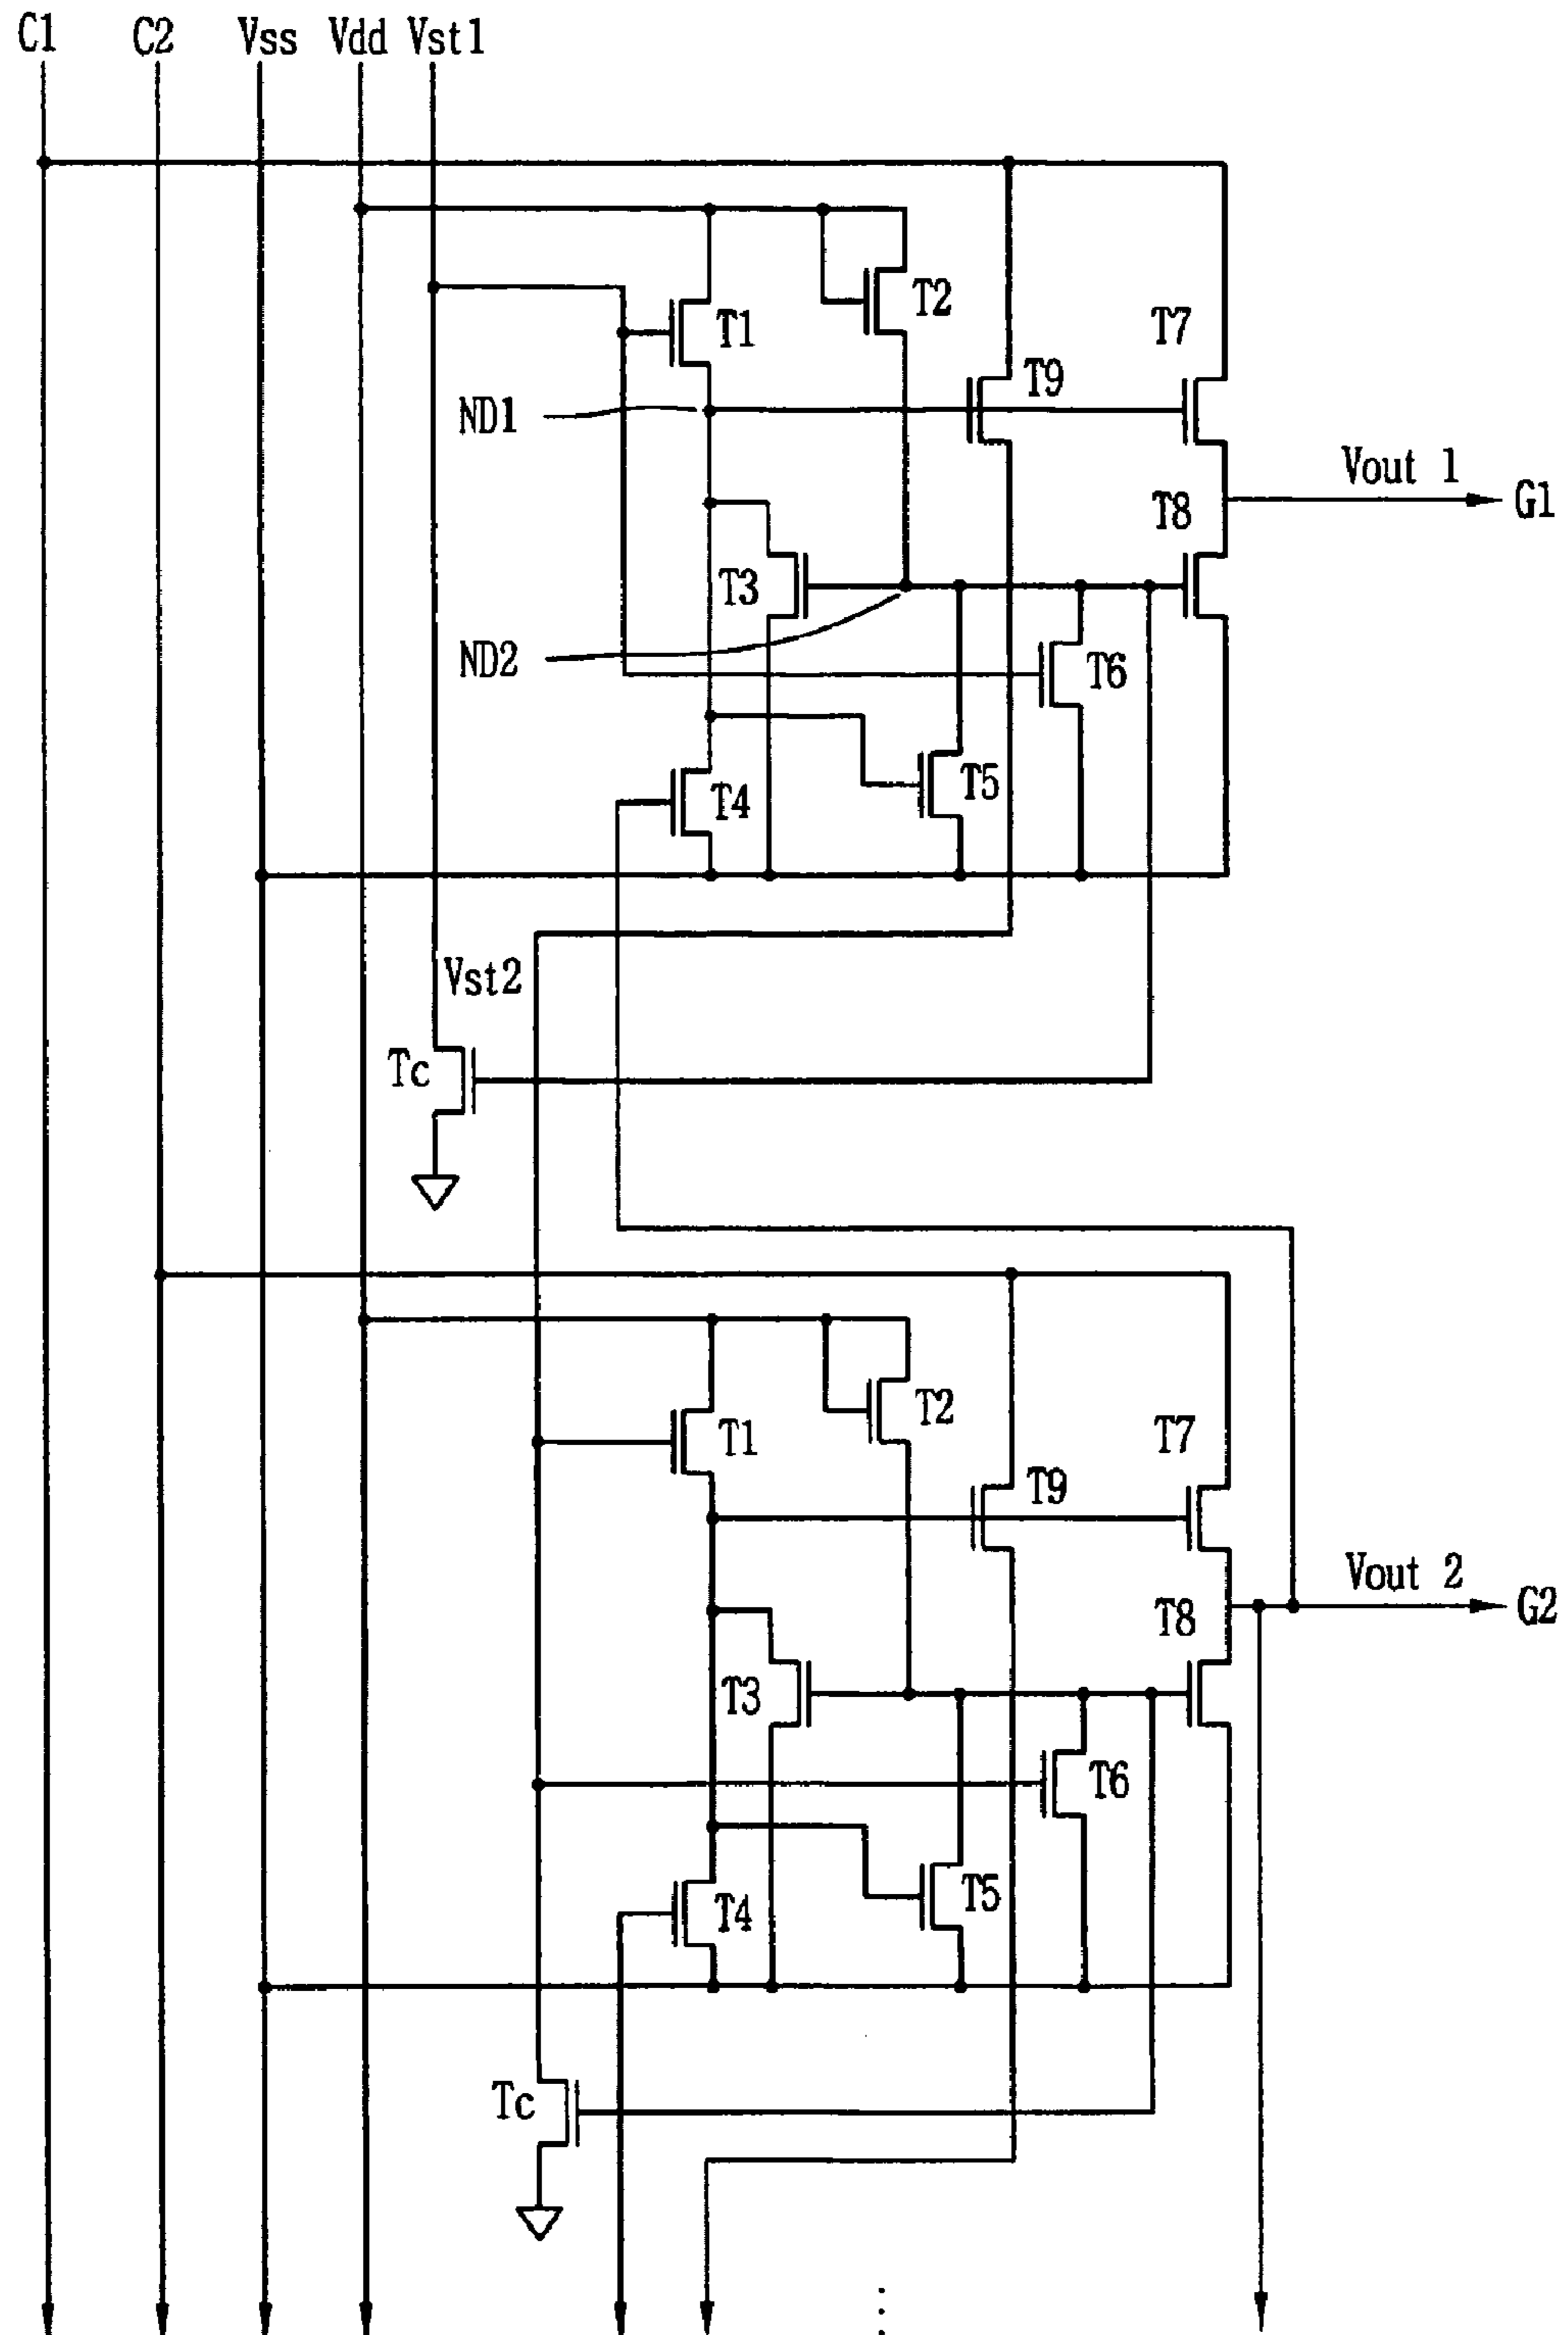 C1 C2 Vss Vdd Vst1
T1
T2
T9
T7
ND1
Vout 1
G1
T8
T3
ND2
T6
T4
T5
Vst2
Tc
T1
T2
T9
T7
Vout 2
G2
T8
T3
T6
T4
T5
Tc